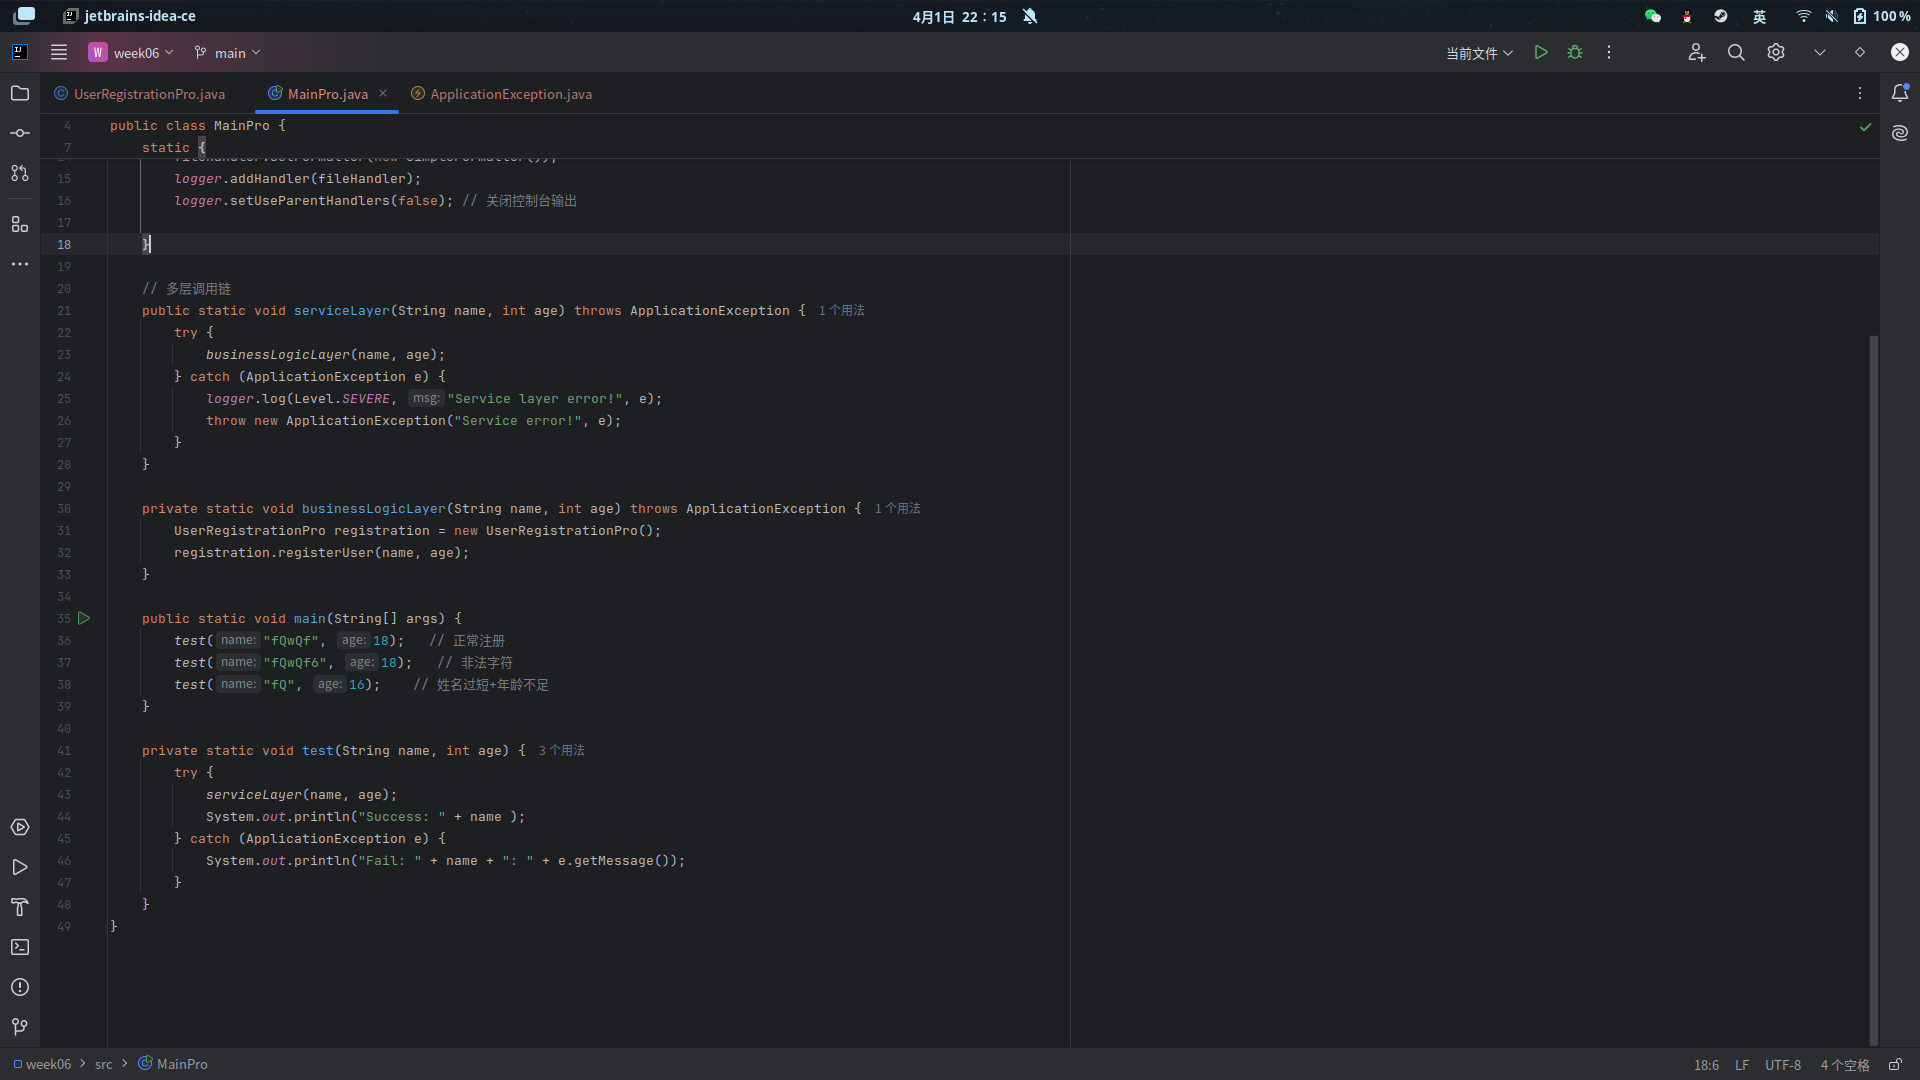 jetbrains-idea-ce
4月1日 22：15
英
100%
W week06
main
当前文件
UserRegistrationPro.java
MainPro.java
ApplicationException.java
4 public class MainPro {
7 static {
15 logger.addHandler(fileHandler);
16 logger.setUseParentHandlers(false); // 关闭控制台输出
17
18 }
19
20 // 多层调用链
21 public static void serviceLayer(String name, int age) throws ApplicationException { 1个用法
22 try {
23 businessLogicLayer(name, age);
24 } catch (ApplicationException e) {
25 logger.log(Level.SEVERE, msg: "Service layer error!", e);
26 throw new ApplicationException("Service error!", e);
27 }
28 }
29
30 private static void businessLogicLayer(String name, int age) throws ApplicationException { 1个用法
31 UserRegistrationPro registration = new UserRegistrationPro();
32 registration.registerUser(name, age);
33 }
34
35 public static void main(String[] args) {
36 test( name: "fQwQf", age: 18); // 正常注册
37 test( name: "fQwQf6", age: 18); // 非法字符
38 test( name: "fQ", age: 16); // 姓名过短+年龄不足
39 }
40
41 private static void test(String name, int age) { 3个用法
42 try {
43 serviceLayer(name, age);
44 System.out.println("Success: " + name );
45 } catch (ApplicationException e) {
46 System.out.println("Fail: " + name + ": " + e.getMessage());
47 }
48 }
49 }
week06 > src > MainPro
18:6 LF UTF-8 4个空格